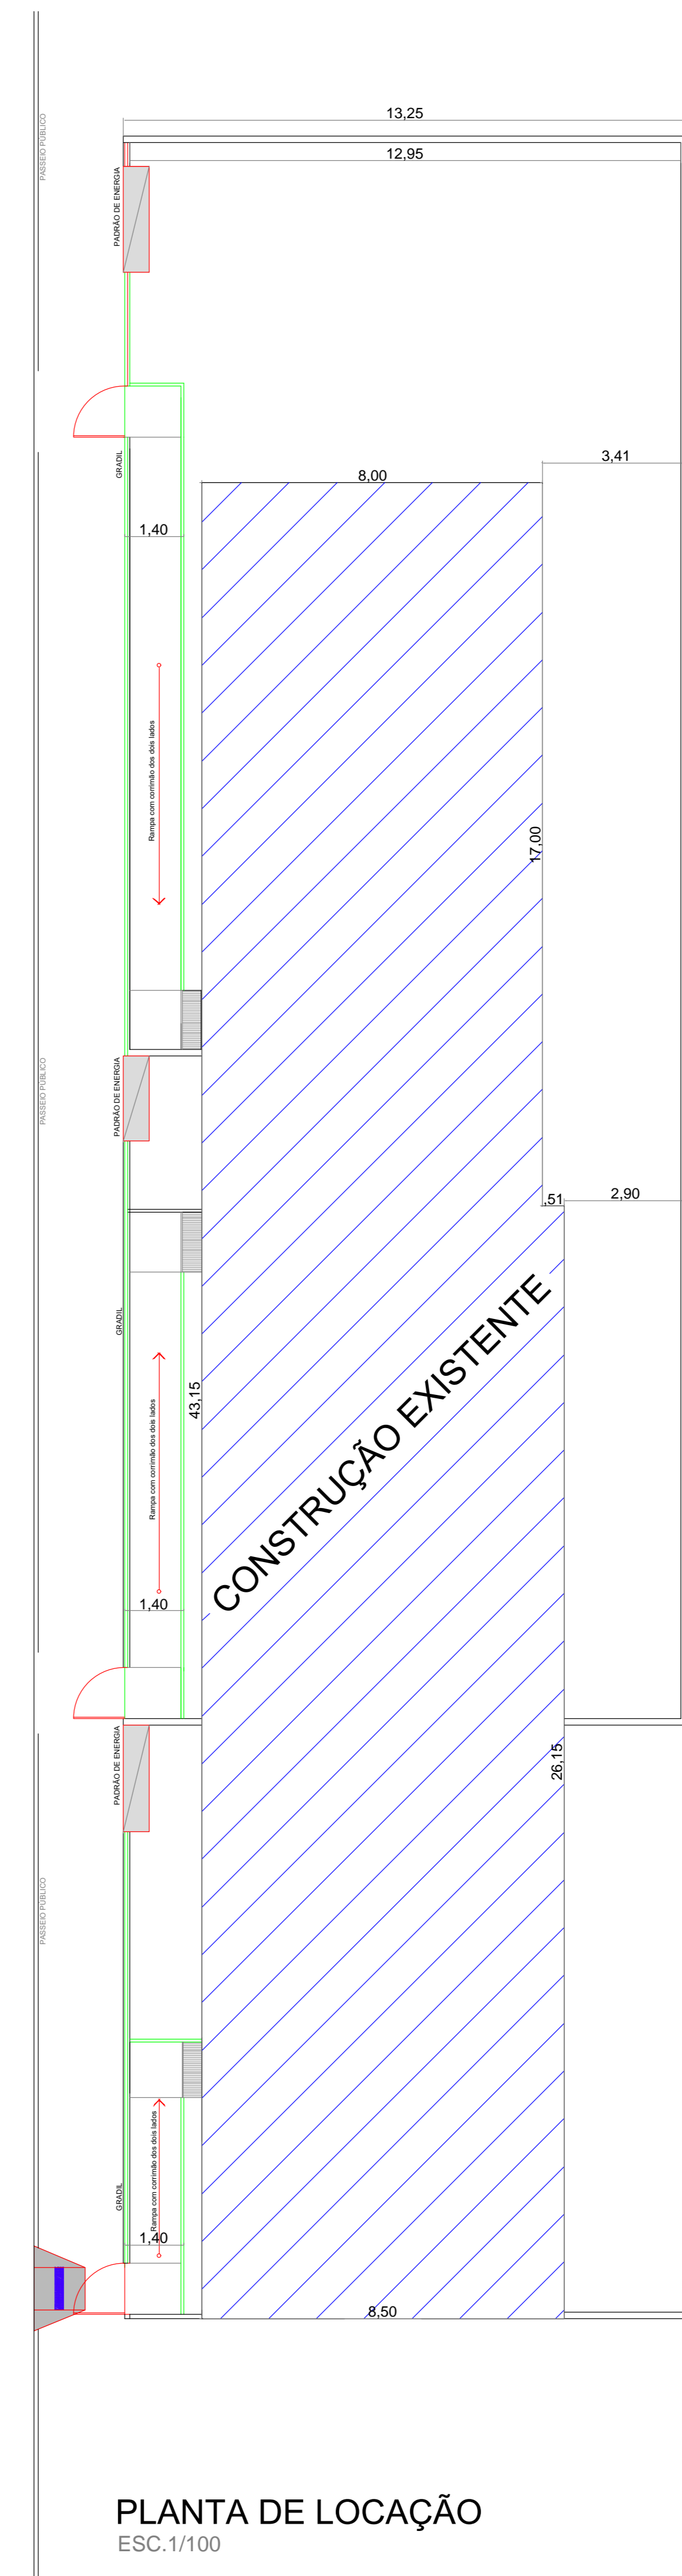 13,25
PASSEIO PÚBLICO
12,95
PADRÃO DE ENERGIA
3,41
GRADIL
8,00
1,40
Rampa com corrimão dos dois lados
17,00
PASSEIO PÚBLICO
PADRÃO DE ENERGIA
,51
2,90
GRADIL
CONSTRUÇÃO EXISTENTE
43,15
Rampa com corrimão dos dois lados
1,40
PADRÃO DE ENERGIA
26,15
PASSEIO PÚBLICO
Rampa com corrimão dos dois lados
GRADIL
1,40
8,50
PLANTA DE LOCAÇÃO
ESC.1/100